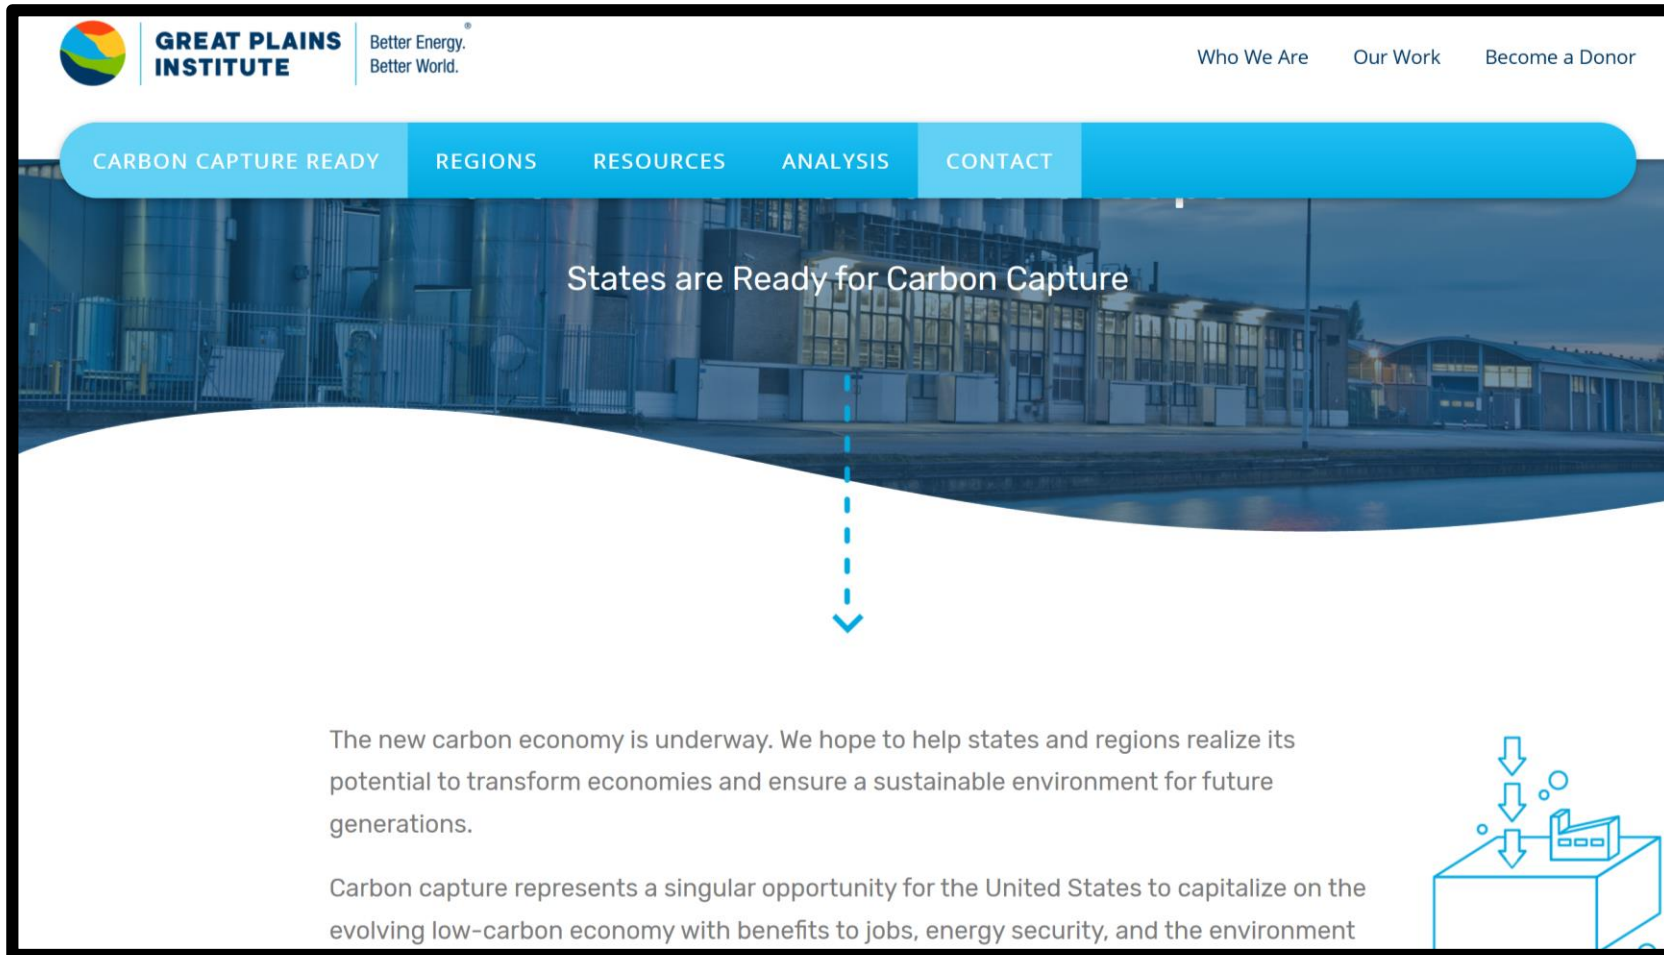 GREAT PLAINS
INSTITUTE
Better Energy.
Better World.
®
Who We Are Our Work Become a Donor
CARBON CAPTURE READY REGIONS RESOURCES ANALYSIS CONTACT
States are Ready for Carbon Capture
The new carbon economy is underway. We hope to help states and regions realize its
potential to transform economies and ensure a sustainable environment for future
generations.
Carbon capture represents a singular opportunity for the United States to capitalize on the
evolving low-carbon economy with benefits to jobs, energy security, and the environment